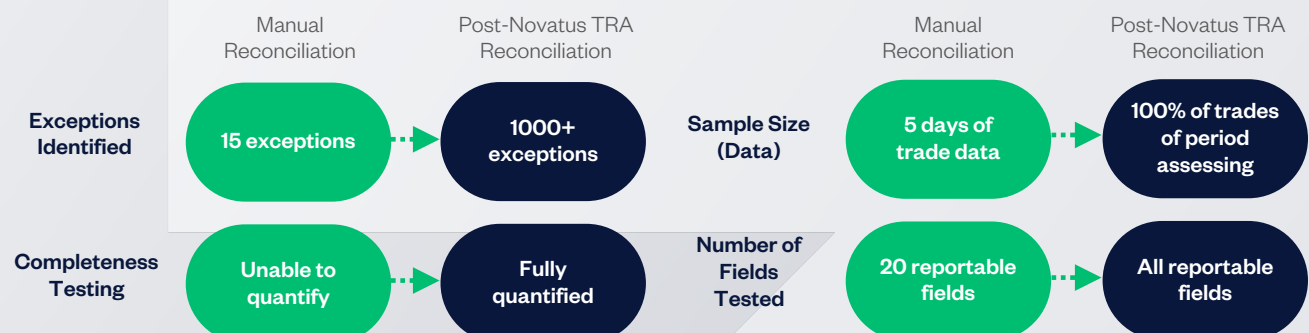 Manual
Reconciliation
Post-Novatus TRA
Reconciliation
Exceptions
Identified
15 exceptions
1000+
exceptions
Completeness
Testing
Unable to
quantify
Fully
quantified
Manual
Reconciliation
Post-Novatus TRA
Reconciliation
Sample Size
(Data)
5 days of
trade data
100% of trades
of period
assessing
Number of
Fields
Tested
20 reportable
fields
All reportable
fields